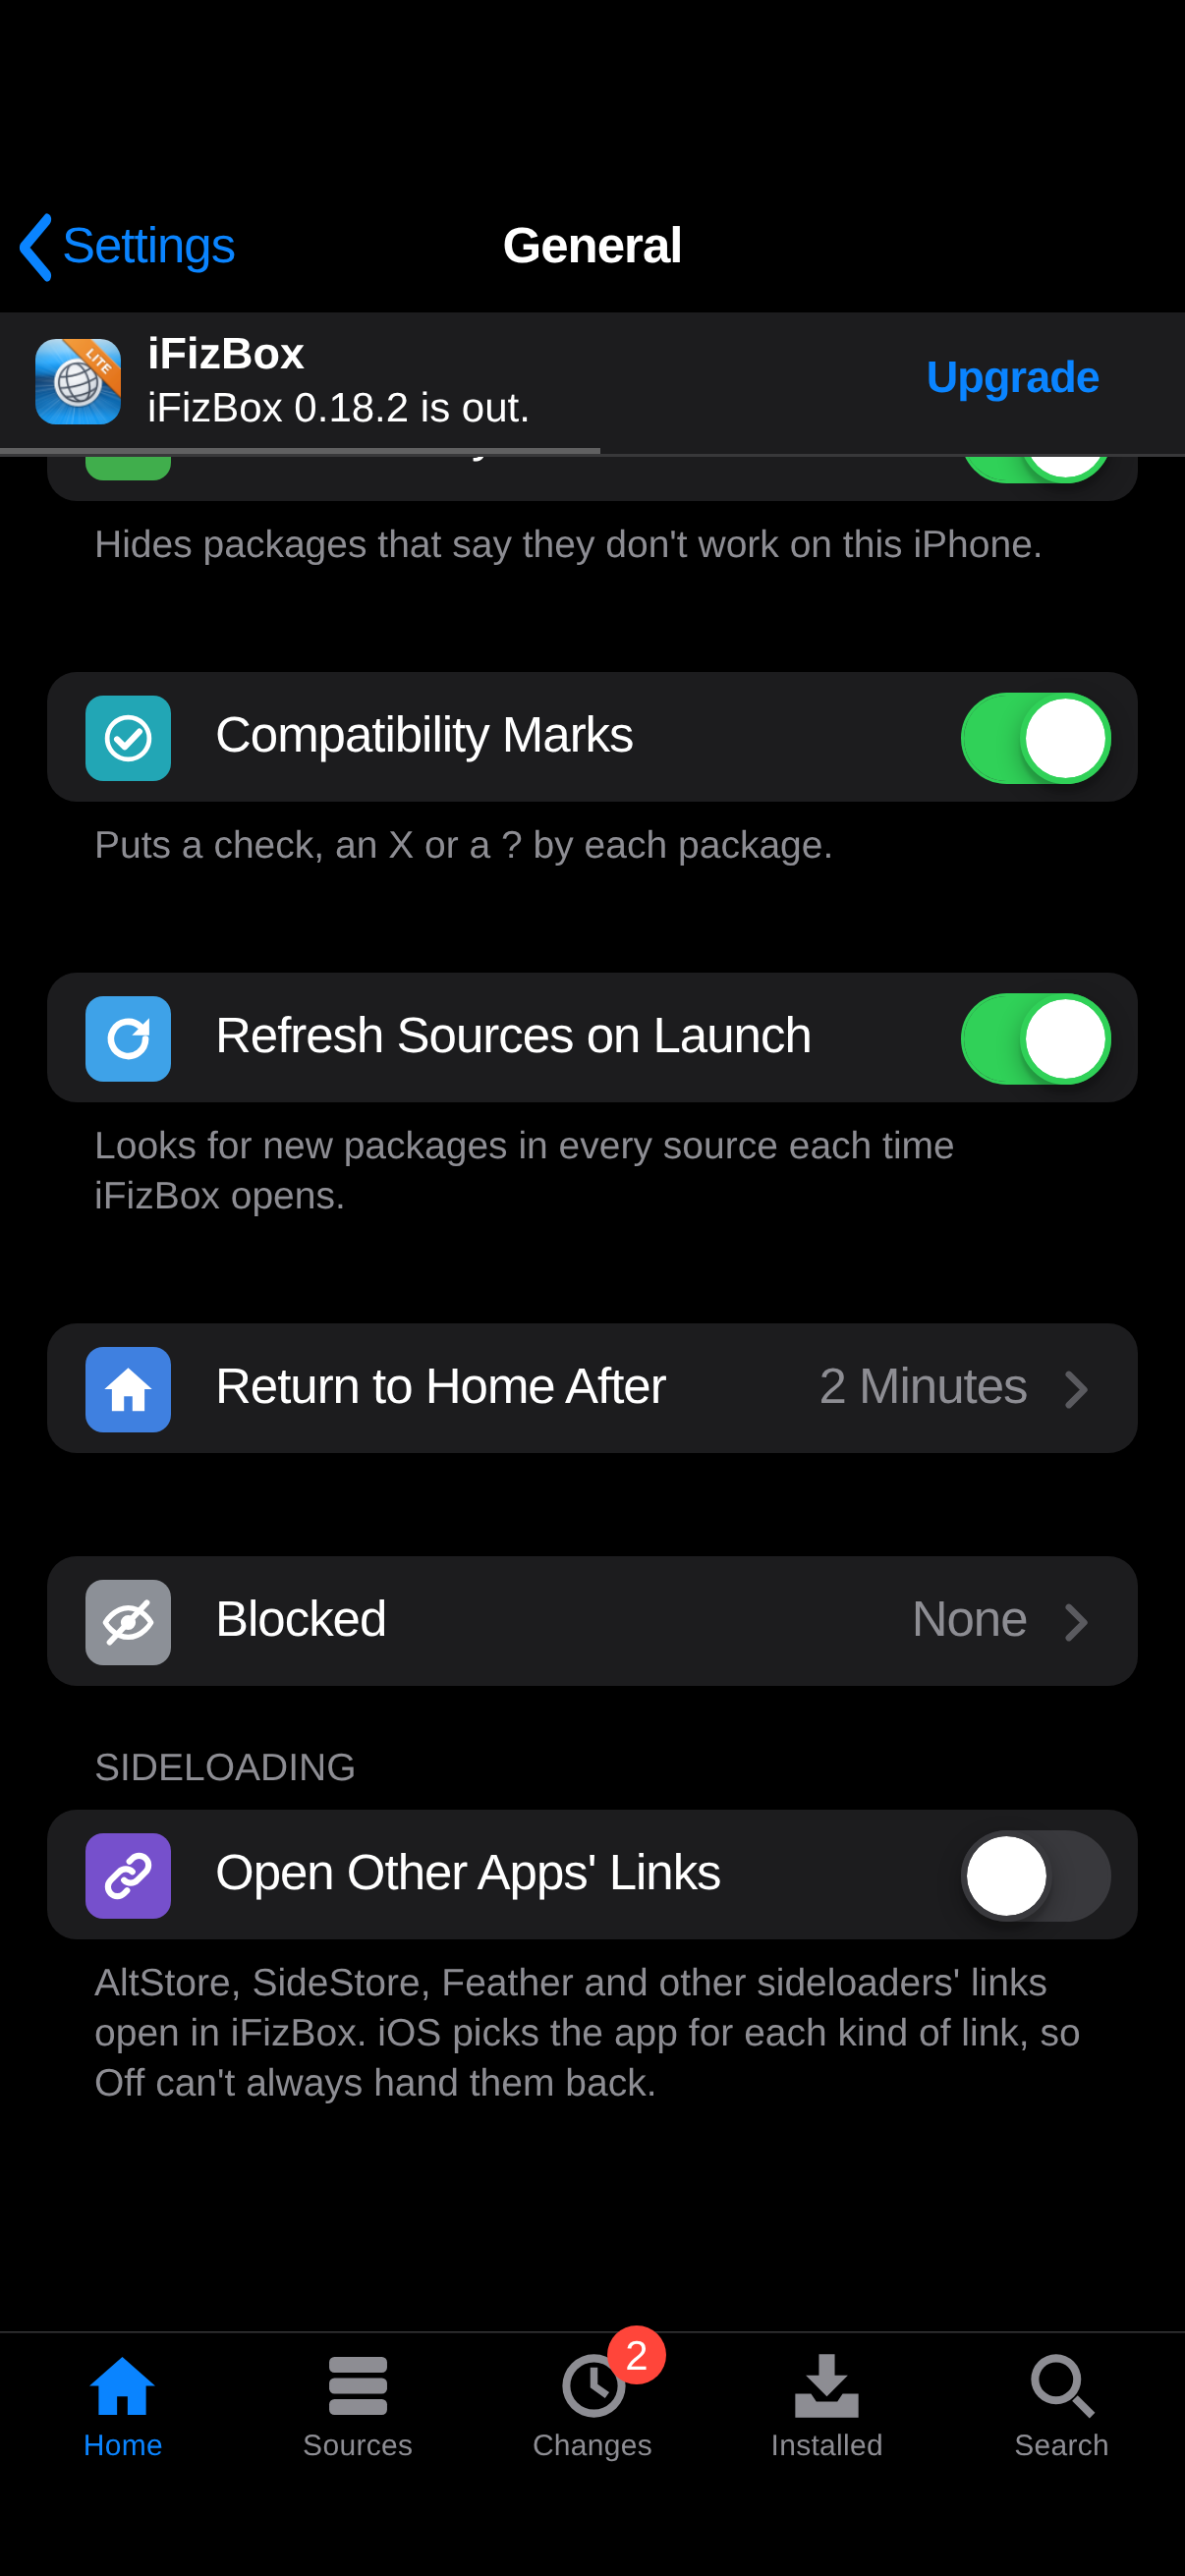 Settings
General
LITE
iFizBox
iFizBox 0.18.2 is out.
Upgrade
Hides packages that say they don't work on this iPhone.
Compatibility Marks
Puts a check, an X or a ? by each package.
Refresh Sources on Launch
Looks for new packages in every source each time
iFizBox opens.
Return to Home After
2 Minutes
Blocked
None
SIDELOADING
Open Other Apps' Links
AltStore, SideStore, Feather and other sideloaders' links
open in iFizBox. iOS picks the app for each kind of link, so
Off can't always hand them back.
2
Home
Sources
Changes
Installed
Search